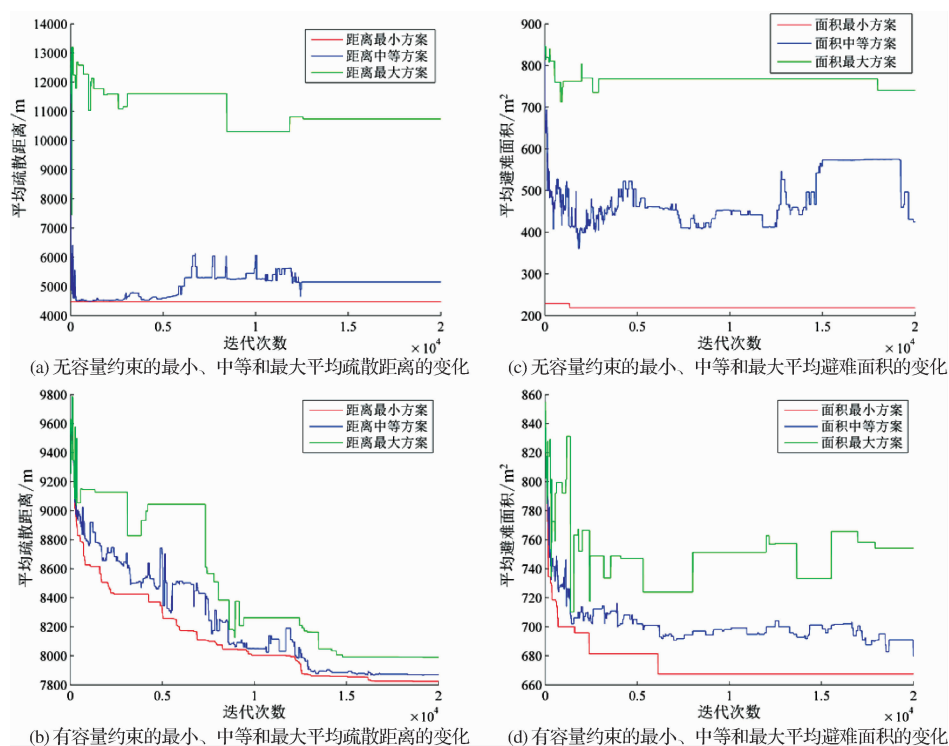 14000
13000
12000
11000
10000
9000
8000
7000
6000
5000
4000
平均疏散距离/m
距离最小方案
距离中等方案
距离最大方案
0
0.5
1
1.5
2
×10⁴
迭代次数
(a) 无容量约束的最小、中等和最大平均疏散距离的变化
900
800
700
600
500
400
300
200
平均避难面积/m²
面积最小方案
面积中等方案
面积最大方案
0
0.5
1
1.5
2
×10⁴
迭代次数
(c) 无容量约束的最小、中等和最大平均避难面积的变化
9800
9600
9400
9200
9000
8800
8600
8400
8200
8000
7800
平均疏散距离/m
距离最小方案
距离中等方案
距离最大方案
0
0.5
1
1.5
2
×10⁴
迭代次数
(b) 有容量约束的最小、中等和最大平均疏散距离的变化
860
840
820
800
780
760
740
720
700
680
660
平均避难面积/m²
面积最小方案
面积中等方案
面积最大方案
0
0.5
1
1.5
2
×10⁴
迭代次数
(d) 有容量约束的最小、中等和最大平均避难面积的变化